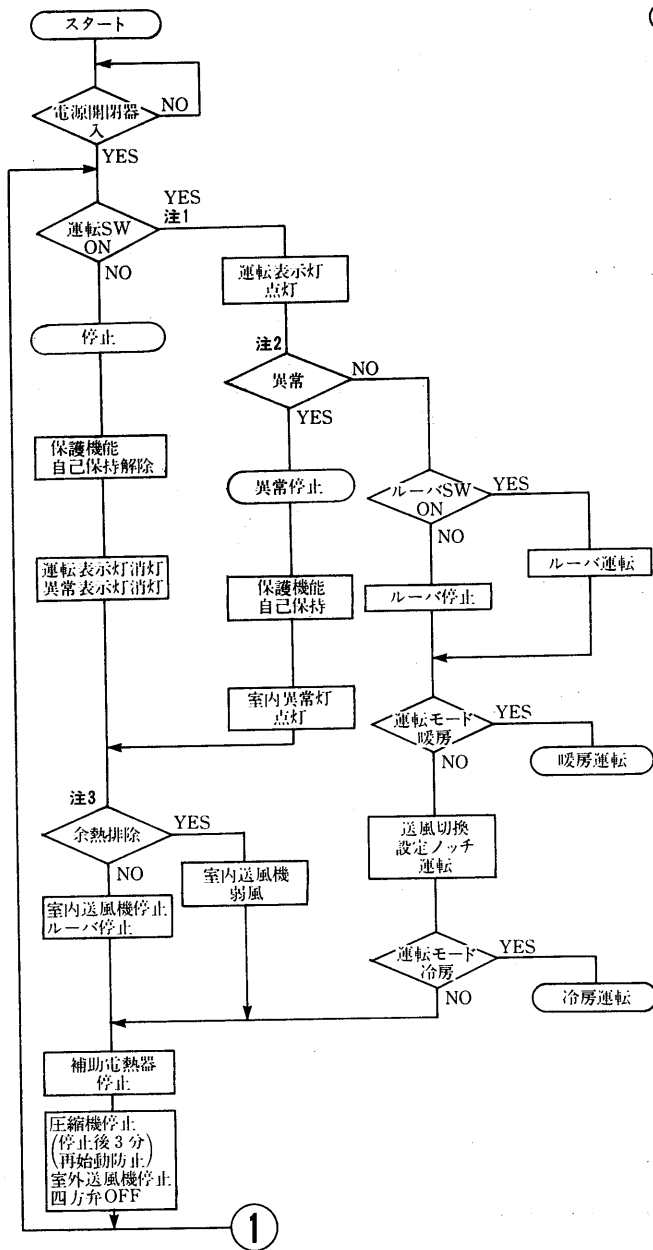 スタート
NO
電源開閉器
入
YES
YES
注1
運転SW
ON
NO
運転表示灯
点灯
停止
注2
異常
NO
YES
保護機能
自己保持解除
異常停止
ルーバSW
ON
YES
NO
運転表示灯消灯
異常表示灯消灯
ルーバ運転
保護機能
自己保持
ルーバ停止
室内異常灯
点灯
運転モード
暖房
YES
NO
暖房運転
注3
余熱排除
YES
NO
送風切換
設定ノッチ
運転
室内送風機
弱風
室内送風機停止
ルーバ停止
運転モード
冷房
YES
NO
冷房運転
補助電熱器
停止
圧縮機停止
(停止後3分)
(再始動防止)
室外送風機停止
四方弁OFF
1